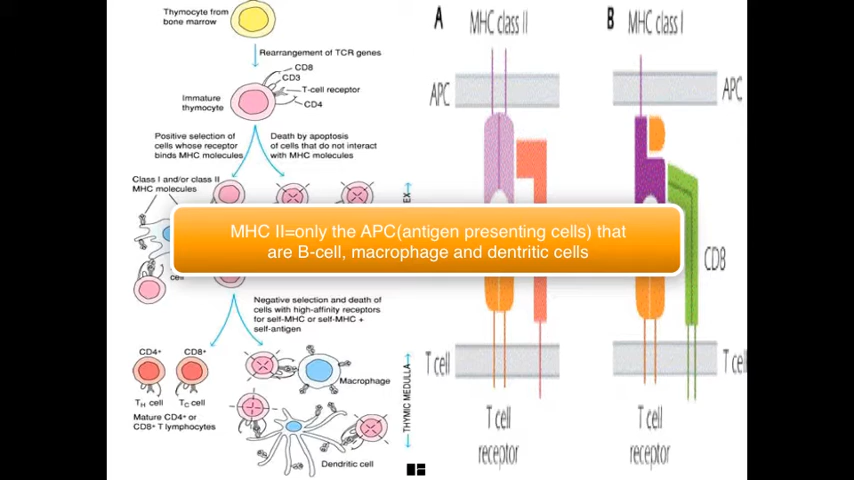 Thymocyte from
bone marrow
Rearrangement of TCR genes
CD8
CD3
T-cell receptor
CD4
Immature
thymocyte
Positive selection of
cells whose receptor
binds MHC molecules
Death by apoptosis
of cells that do not interact
with MHC molecules
Class I and/or class II
MHC molecules
EX
MHC II=only the APC(antigen presenting cells) that
are B-cell, macrophage and dentritic cells
cell
Negative selection and death of
cells with high-affinity receptors
for self-MHC or self-MHC +
self-antigen
CD4+
CD8+
TH cell
TC cell
Mature CD4+ or
CD8+ T lymphocytes
Macrophage
Dendritic cell
THYMIC MEDULLA
A
MHC class II
APC
T cell
T cell
receptor
B
MHC class I
APC
CD8
T cell
T cell
receptor